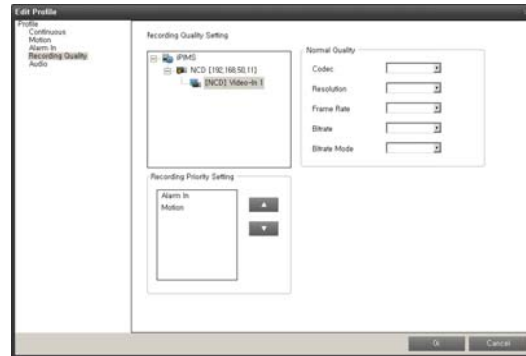 Edit Profile
Profile
Continuous
Motion
Alarm In
Recording Quality
Audio
Recording Quality Setting
iPIMS
NCD [192,168,50,11]
[NCD] Video-In 1
Normal Quality
Codec
Resolution
Frame Rate
Bitrate
Bitrate Mode
Recording Priority Setting
Alarm In
Motion
Cancel